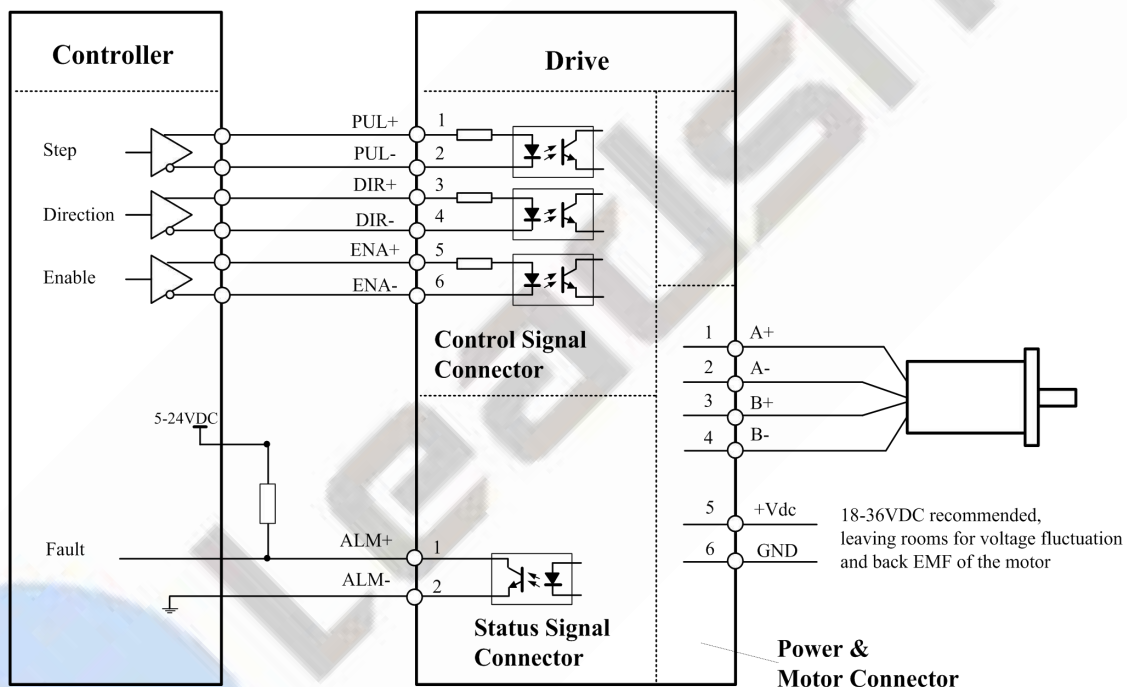 Controller
Drive
Step
Direction
Enable
PUL+
PUL-
DIR+
DIR-
ENA+
ENA-
1
2
3
4
5
6
Control Signal
Connector
5-24VDC
Fault
ALM+
ALM-
1
2
Status Signal
Connector
1 A+
2 A-
3 B+
4 B-
5 +Vdc
6 GND
18-36VDC recommended,
leaving rooms for voltage fluctuation
and back EMF of the motor
Power &
Motor Connector